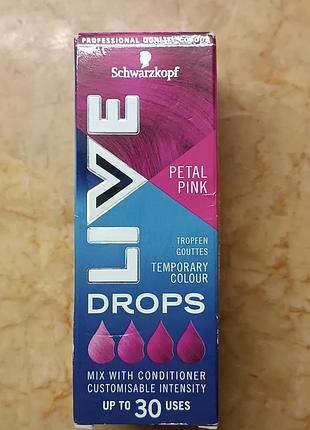 PROFESSIONAL QUALITY COLOUR
Schwarzkopf
LIVE
PETAL
PINK
TROPFEN
GOUTTES
TEMPORARY
COLOUR
DROPS
MIX WITH CONDITIONER
CUSTOMISABLE INTENSITY
UP TO 30 USES